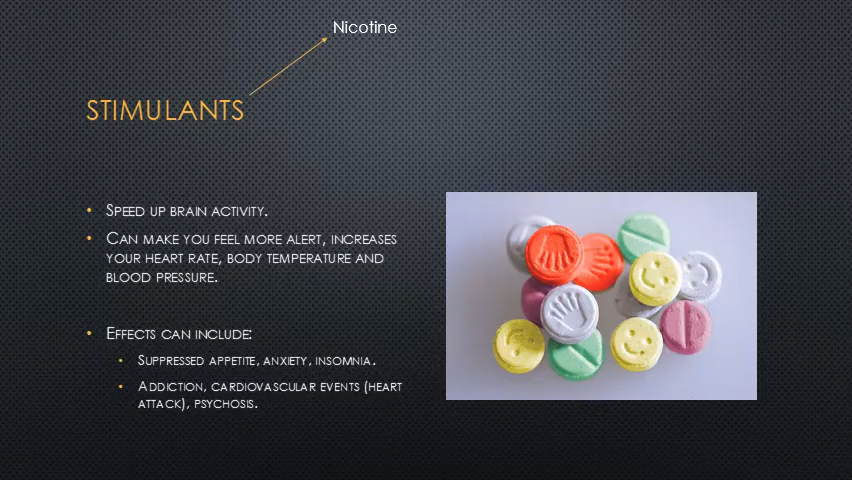 Nicotine
STIMULANTS
• SPEED UP BRAIN ACTIVITY.
• CAN MAKE YOU FEEL MORE ALERT, INCREASES
YOUR HEART RATE, BODY TEMPERATURE AND
BLOOD PRESSURE.
• EFFECTS CAN INCLUDE:
• SUPPRESSED APPETITE, ANXIETY, INSOMNIA.
• ADDICTION, CARDIOVASCULAR EVENTS (HEART
ATTACK), PSYCHOSIS.